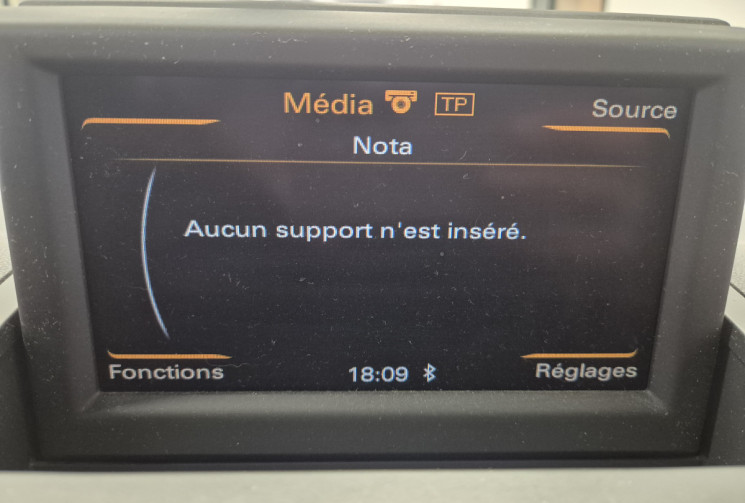 Média TP
Source
Nota
Aucun support n'est inséré.
Fonctions
18:09
Réglages